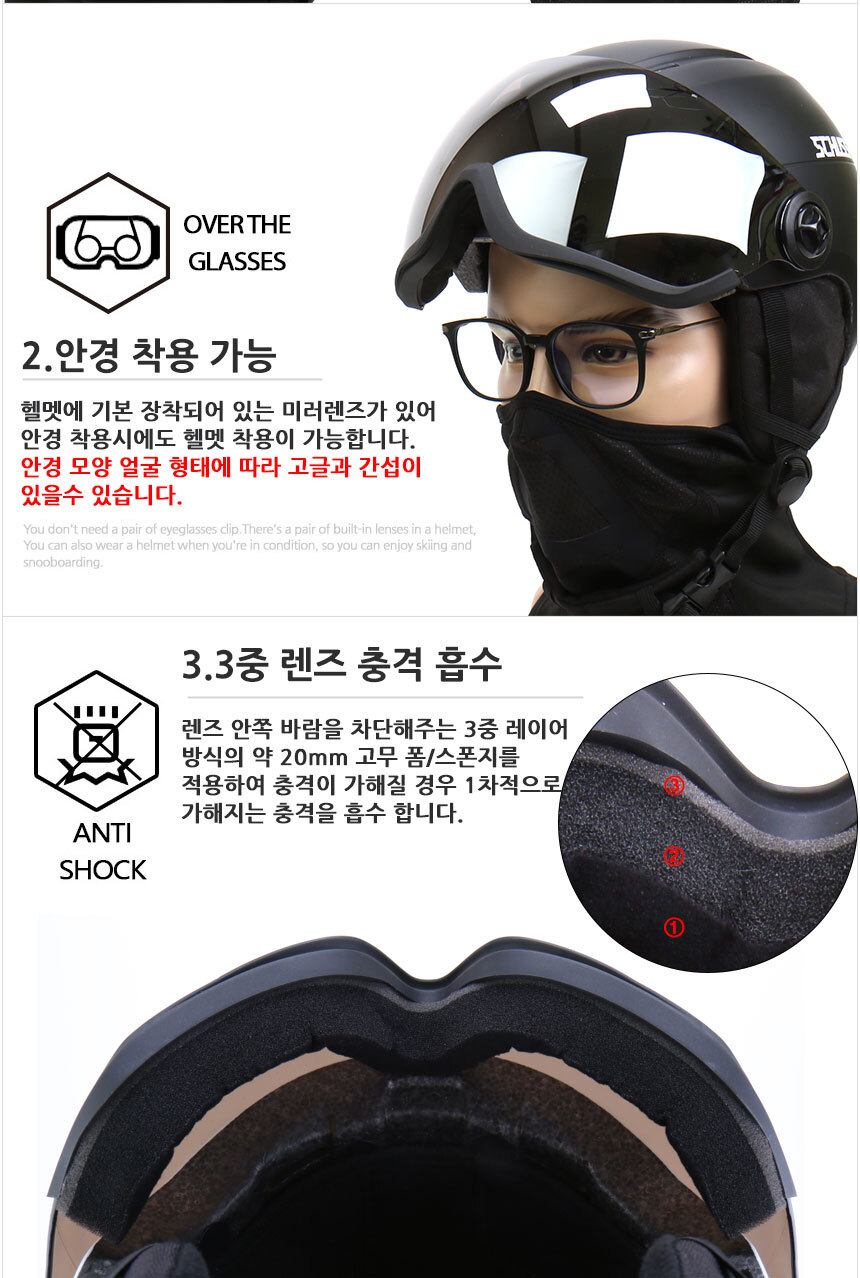 SCHUSS
OVER THE
GLASSES
2.안경 착용 가능
헬멧에 기본 장착되어 있는 미러렌즈가 있어
안경 착용시에도 헬멧 착용이 가능합니다.
안경 모양 얼굴 형태에 따라 고글과 간섭이
있을수 있습니다.
You don't need a pair of eyeglasses clip.There's a pair of built-in lenses in a helmet,
You can also wear a helmet when you're in condition, so you can enjoy skiing and
snooboarding.
3.3중 렌즈 충격 흡수
렌즈 안쪽 바람을 차단해주는 3중 레이어
방식의 약 20mm 고무 폼/스폰지를
적용하여 충격이 가해질 경우 1차적으로
가해지는 충격을 흡수 합니다.
ANTI
SHOCK
③
②
①